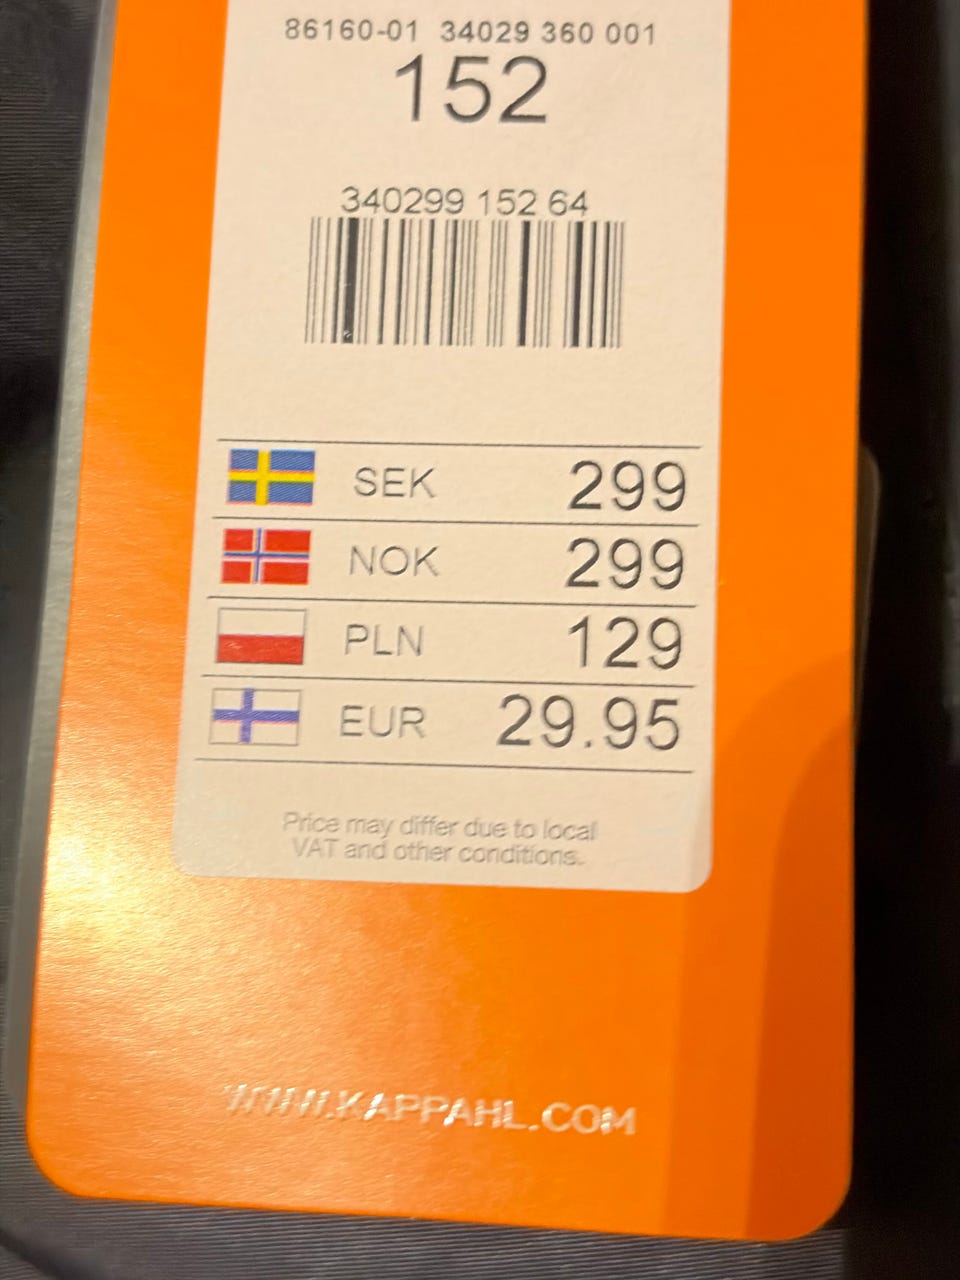 86160-01 34029 360 001
152
340299 152 64
SEK 299
NOK 299
PLN 129
EUR 29.95
Price may differ due to local
VAT and other conditions.
WWW.KAPPAHL.COM